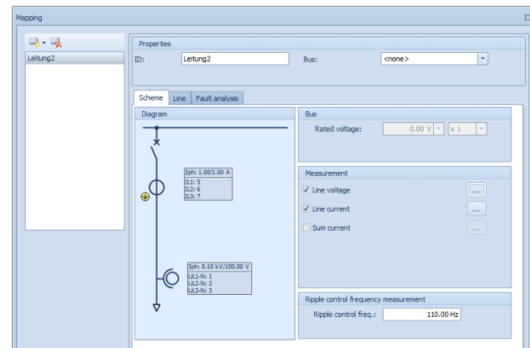 Mapping
Properties
Leitung2
ID:
Leitung2
Bus:
<none>
Scheme
Line
Fault analysis
Diagram
3ph: 1.00/1.00 A
IL1: 5
IL2: 6
IL3: 7
3ph: 0.10 kV/100.00 V
UL1-N: 1
UL2-N: 2
UL3-N: 3
Bus
Rated voltage:
0.00 V
x 1
Measurement
Line voltage
...
Line current
...
Sum current
...
Ripple control frequency measurement
Ripple control freq.:
110.00 Hz